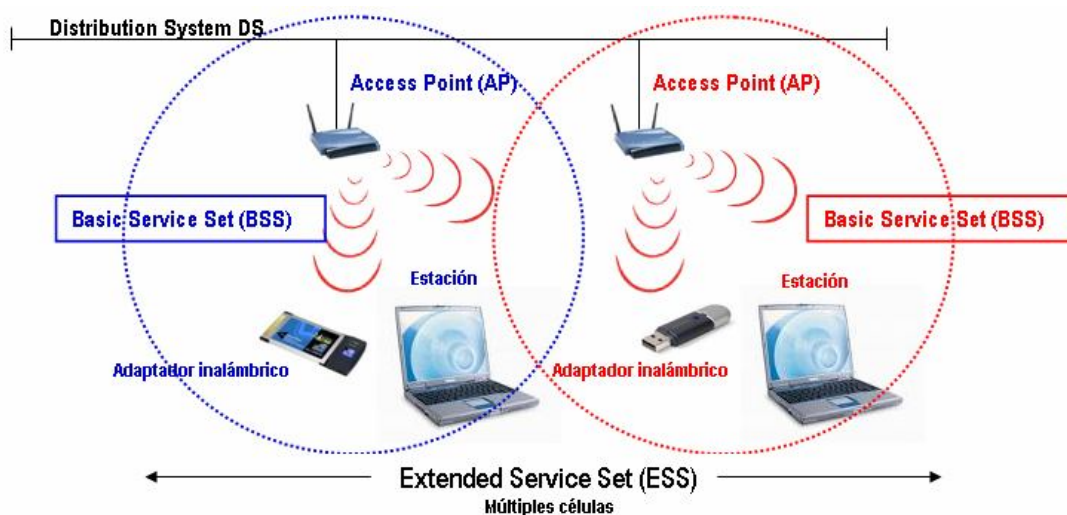 Distribution System DS
Access Point (AP)
Access Point (AP)
Basic Service Set (BSS)
Basic Service Set (BSS)
Estación
Estación
Adaptador inalámbrico
Adaptador inalámbrico
Extended Service Set (ESS)
Múltiples células